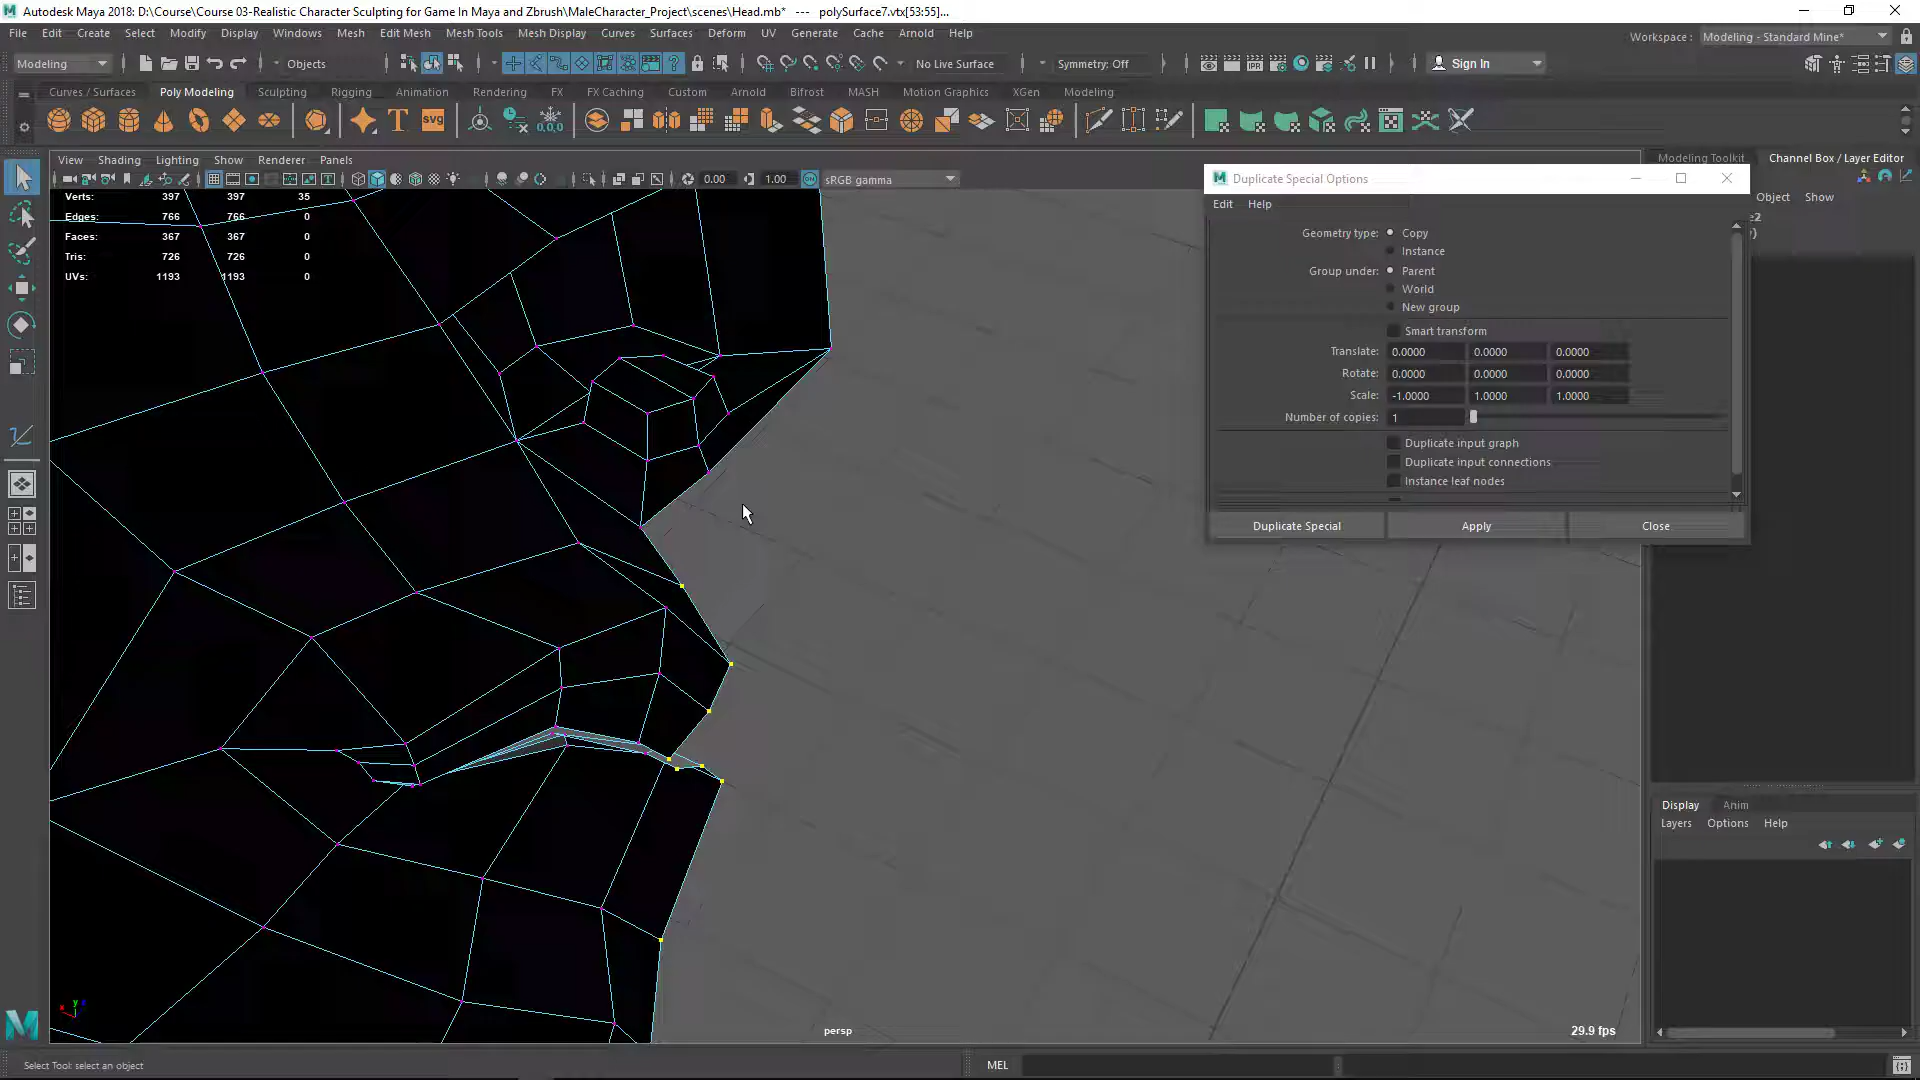 Autodesk Maya 2018: D:\Course\Course 03-Realistic Character Sculpting for Game In Maya and Zbrush\MaleCharacter_Project\scenes\Head.mb* --- polySurface7.vtx[53:55]...
File Edit Create Select Modify Display Windows Mesh Edit Mesh Mesh Tools Mesh Display Curves Surfaces Deform UV Generate Cache Arnold Help
Workspace : Modeling - Standard Mine*
Modeling Objects No Live Surface Symmetry: Off Sign In
Curves / Surfaces Poly Modeling Sculpting Rigging Animation Rendering FX FX Caching Custom Arnold Bifrost MASH Motion Graphics XGen Modeling
SVG 0,0,0
View Shading Lighting Show Renderer Panels
0.00 1.00 sRGB gamma
Verts: 397 397 35
Edges: 766 766 0
Faces: 367 367 0
Tris: 726 726 0
UVs: 1193 1193 0
persp
29.9 fps
Duplicate Special Options
Edit Help
Geometry type: Copy
Instance
Group under: Parent
World
New group
Smart transform
Translate: 0.0000 0.0000 0.0000
Rotate: 0.0000 0.0000 0.0000
Scale: -1.0000 1.0000 1.0000
Number of copies: 1
Duplicate input graph
Duplicate input connections
Instance leaf nodes
Duplicate Special Apply Close
Modeling Toolkit Channel Box / Layer Editor
Object Show
Display Anim
Layers Options Help
Select Tool: select an object
MEL